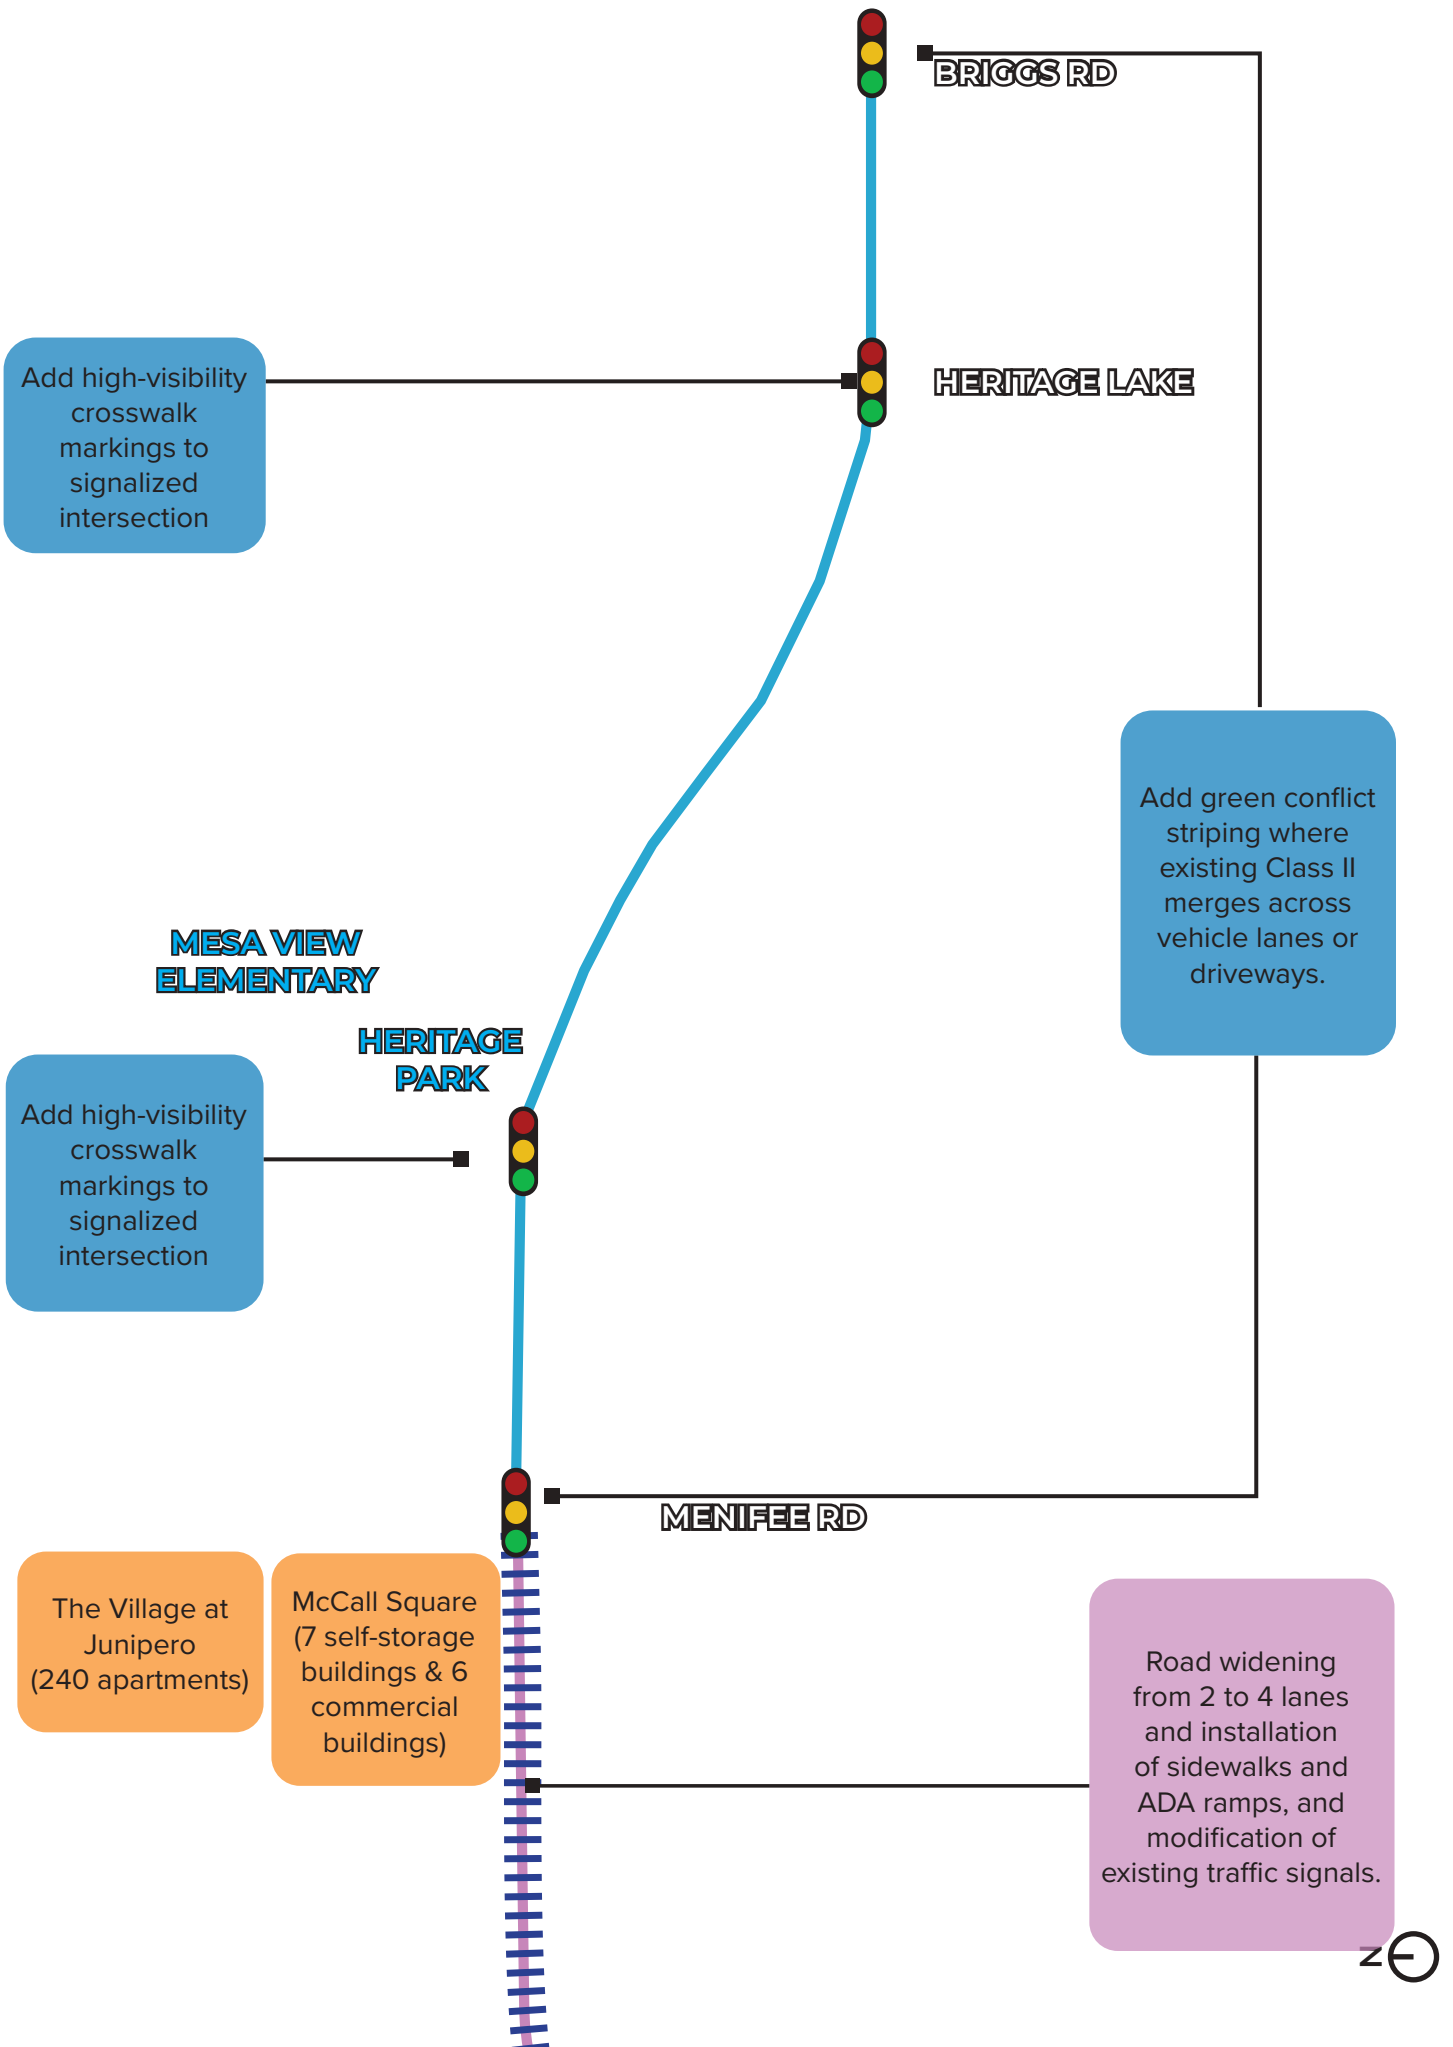 BRIGGS RD
Add high-visibility
crosswalk
markings to
signalized
intersection
HERITAGE LAKE
Add green conflict
striping where
existing Class II
merges across
vehicle lanes or
driveways.
MESA VIEW
ELEMENTARY
HERITAGE
PARK
Add high-visibility
crosswalk
markings to
signalized
intersection
MENIFEE RD
The Village at
Junipero
(240 apartments)
McCall Square
(7 self-storage
buildings & 6
commercial
buildings)
Road widening
from 2 to 4 lanes
and installation
of sidewalks and
ADA ramps, and
modification of
existing traffic signals.
N